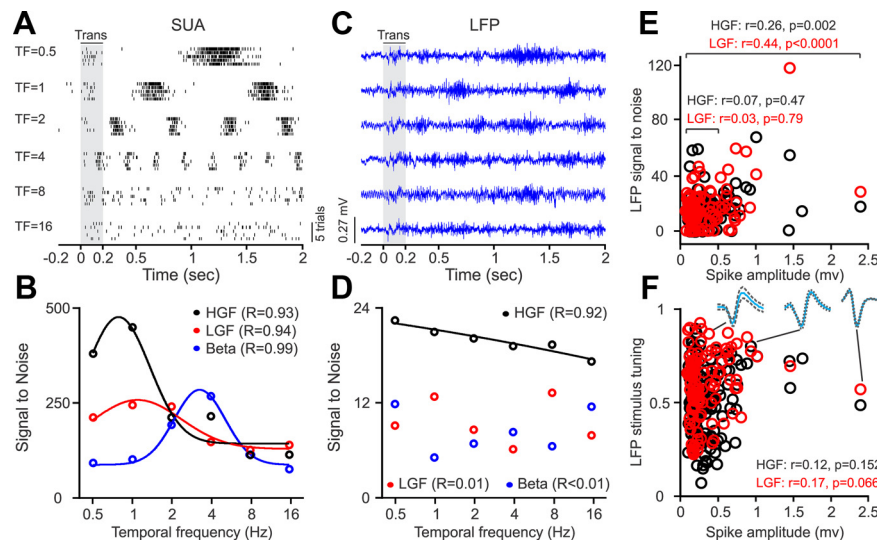 A
SUA
Trans
TF=0.5
TF=1
TF=2
TF=4
TF=8
TF=16
5 trials
-0.2 0 0.2 0.5 1 1.5 2
Time (sec)
C
LFP
Trans
0.27 mV
-0.2 0 0.2 0.5 1 1.5 2
Time (sec)
E
HGF: r=0.26, p=0.002
LGF: r=0.44, p<0.0001
HGF: r=0.07, p=0.47
LGF: r=0.03, p=0.79
LFP signal to noise
120
80
40
0
0 0.5 1 1.5 2 2.5
Spike amplitude (mv)
B
HGF (R=0.93)
LGF (R=0.94)
Beta (R=0.99)
Signal to Noise
500
250
0
0.5 1 2 4 8 16
Temporal frequency (Hz)
D
HGF (R=0.92)
LGF (R=0.01) Beta (R<0.01)
Signal to Noise
24
12
0
0.5 1 2 4 8 16
Temporal frequency (Hz)
F
LFP stimulus tuning
1
0.5
0
HGF: r=0.12, p=0.152
LGF: r=0.17, p=0.066
0 0.5 1 1.5 2 2.5
Spike amplitude (mv)